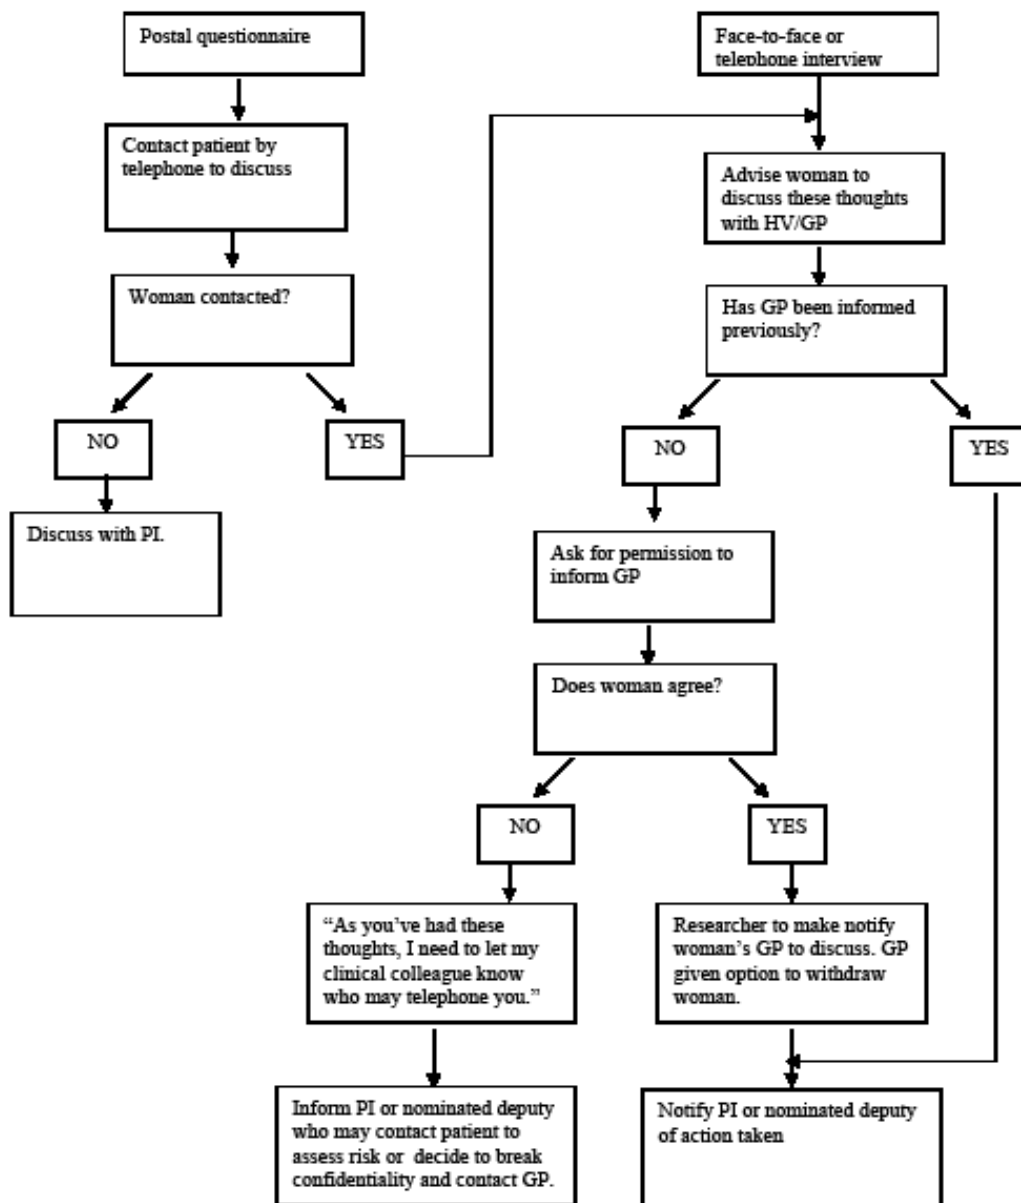 Postal questionnaire
Face-to-face or
telephone interview
Contact patient by
telephone to discuss
Advise woman to
discuss these thoughts
with HV/GP
Woman contacted?
Has GP been informed
previously?
NO
YES
NO
YES
Discuss with PI.
Ask for permission to
inform GP
Does woman agree?
NO
YES
“As you’ve had these
thoughts, I need to let my
clinical colleague know
who may telephone you.”
Researcher to make notify
woman’s GP to discuss. GP
given option to withdraw
woman.
Inform PI or nominated deputy
who may contact patient to
assess risk or decide to break
confidentiality and contact GP.
Notify PI or nominated deputy
of action taken